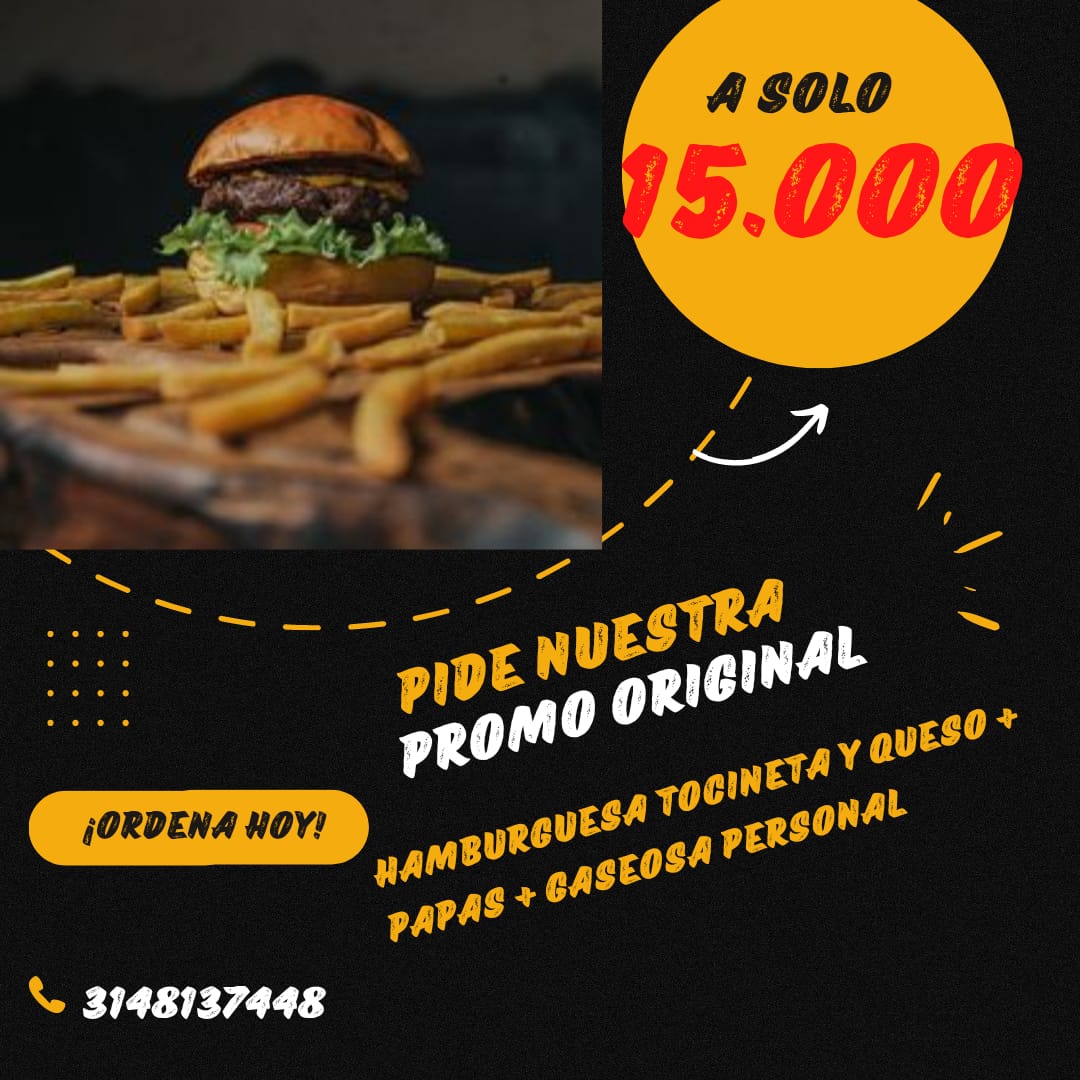 A SOLO
15.000
PIDE NUESTRA
PROMO ORIGINAL
HAMBURGUESA TOCINETA Y QUESO +
PAPAS + GASEOSA PERSONAL
¡ORDENA HOY!
3148137448